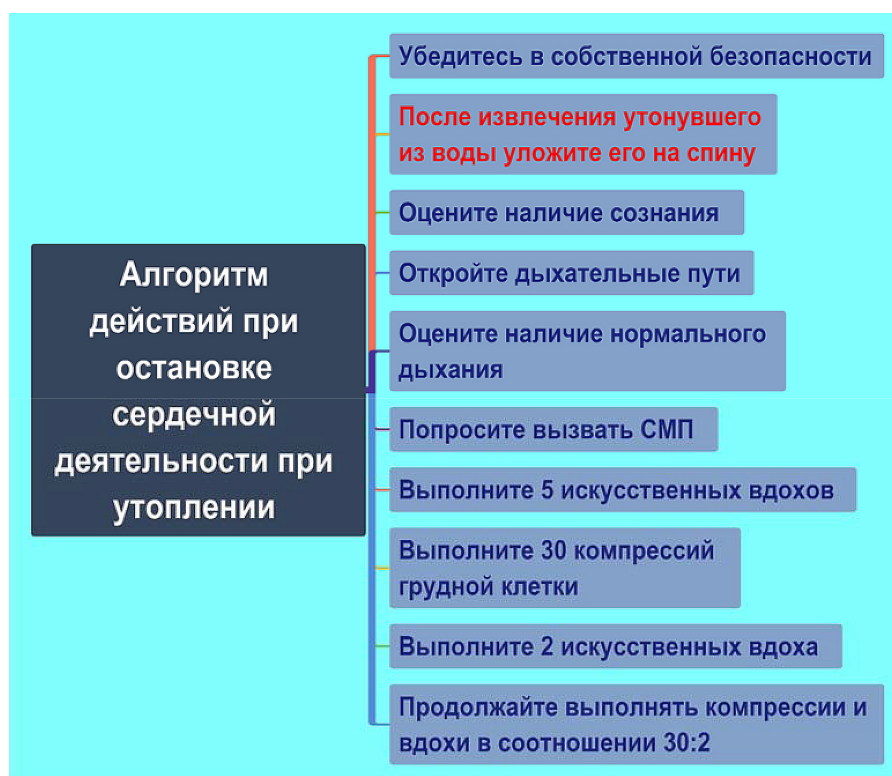 Алгоритм
действий при
остановке
сердечной
деятельности при
утоплении
Убедитесь в собственной безопасности
После извлечения утонувшего
из воды уложите его на спину
Оцените наличие сознания
Откройте дыхательные пути
Оцените наличие нормального
дыхания
Попросите вызвать СМП
Выполните 5 искусственных вдохов
Выполните 30 компрессий
грудной клетки
Выполните 2 искусственных вдоха
Продолжайте выполнять компрессии и
вдохи в соотношении 30:2